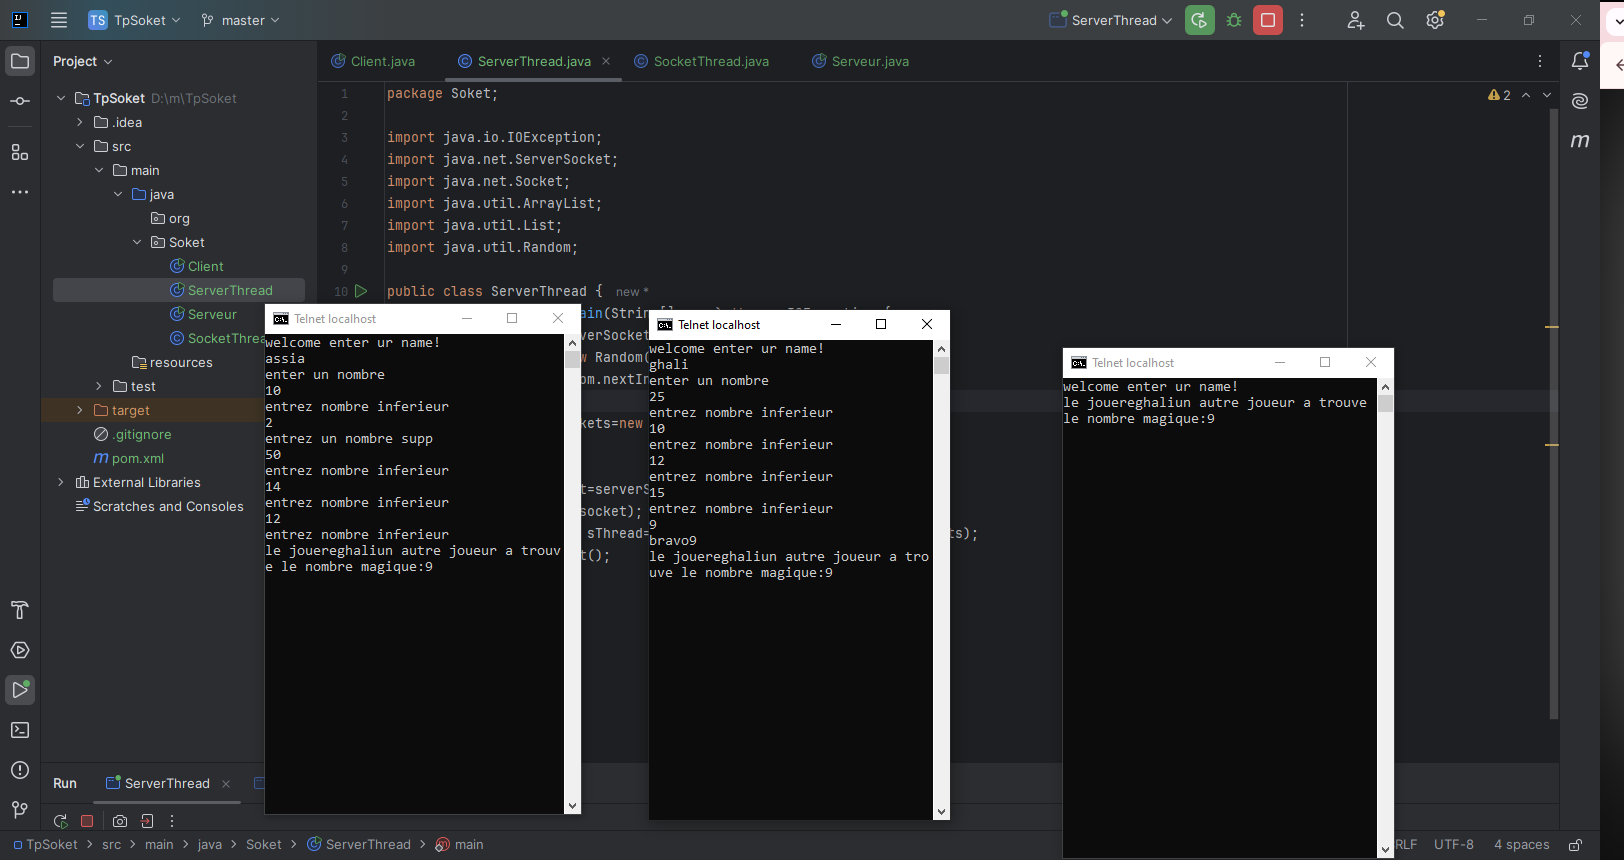 TS TpSoket master ServerThread
Project
Client.java ServerThread.java SocketThread.java Serveur.java
TpSoket D:\m\TpSoket
.idea
src
main
java
org
Soket
Client
ServerThread
Serveur
SocketThrea
resources
test
target
.gitignore
pom.xml
External Libraries
Scratches and Consoles
1 package Soket;
2
3 import java.io.IOException;
4 import java.net.ServerSocket;
5 import java.net.Socket;
6 import java.util.ArrayList;
7 import java.util.List;
8 import java.util.Random;
9
10 public class ServerThread { new *
2
ain(Strin
verSocket
w Random(
om.nextIn
kets=new
t=serverS
socket);
sThread= ts);
t();
Telnet localhost
welcome enter ur name!
assia
enter un nombre
10
entrez nombre inferieur
2
entrez un nombre supp
50
entrez nombre inferieur
14
entrez nombre inferieur
12
entrez nombre inferieur
le jouereghaliun autre joueur a trouv
e le nombre magique:9
Telnet localhost
welcome enter ur name!
ghali
enter un nombre
25
entrez nombre inferieur
10
entrez nombre inferieur
12
entrez nombre inferieur
15
entrez nombre inferieur
9
bravo9
le jouereghaliun autre joueur a tro
uve le nombre magique:9
Telnet localhost
welcome enter ur name!
le jouereghaliun autre joueur a trouve
le nombre magique:9
Run ServerThread
TpSoket src main java Soket ServerThread main
RLF UTF-8 4 spaces